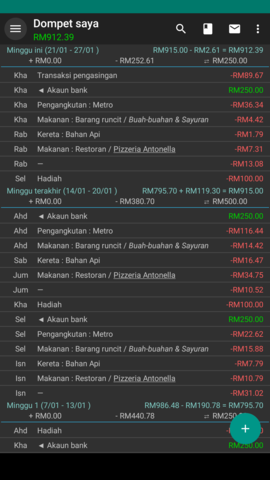 Dompet saya
RM912.39
Minggu ini (21/01 - 27/01) RM915.00 - RM2.61 = RM912.39
+ RM0.00 - RM252.61 ⇄ RM250.00
Kha Transaksi pengasingan -RM89.67
Kha ◄ Akaun bank RM250.00
Kha Pengangkutan : Metro -RM36.34
Kha Makanan : Barang runcit / Buah-buahan & Sayuran -RM4.42
Rab Kereta : Bahan Api -RM1.79
Rab Makanan : Restoran / Pizzeria Antonella -RM7.31
Rab — -RM13.08
Sel Hadiah -RM100.00
Minggu terakhir (14/01 - 20/01) RM795.70 + RM119.30 = RM915.00
+ RM0.00 - RM380.70 ⇄ RM500.00
Ahd ◄ Akaun bank RM250.00
Ahd Pengangkutan : Metro -RM116.44
Ahd Makanan : Barang runcit / Buah-buahan & Sayuran -RM14.42
Sab Kereta : Bahan Api -RM16.47
Jum Makanan : Restoran / Pizzeria Antonella -RM34.75
Jum — -RM10.52
Kha Hadiah -RM100.00
Sel ◄ Akaun bank RM250.00
Sel Pengangkutan : Metro -RM22.62
Sel Makanan : Barang runcit / Buah-buahan & Sayuran -RM15.88
Isn Kereta : Bahan Api -RM7.79
Isn Makanan : Restoran / Pizzeria Antonella -RM10.79
Isn — -RM31.02
Minggu 1 (7/01 - 13/01) RM986.48 - RM190.78 = RM795.70
+ RM0.00 - RM440.78 ⇄
Ahd Hadiah
Kha ◄ Akaun bank RM250.00